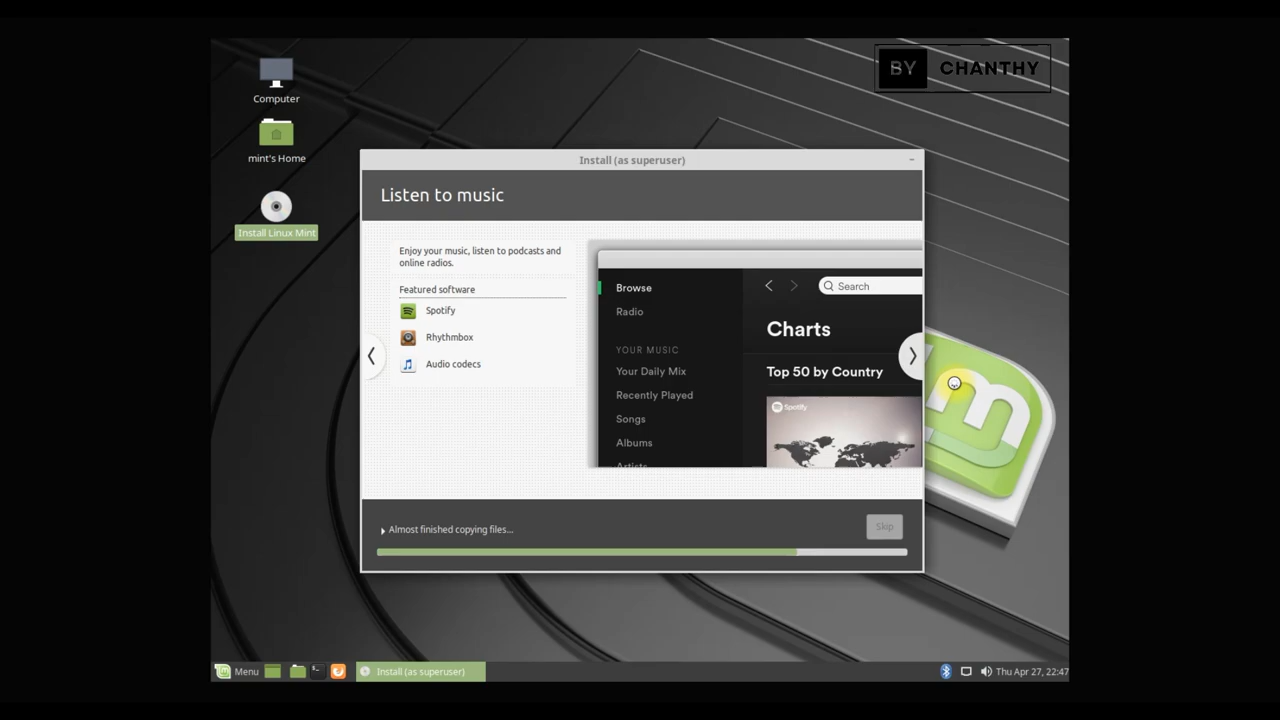 BY CHANTHY
Computer
mint's Home
Install Linux Mint
Install (as superuser)
Listen to music
Enjoy your music, listen to podcasts and
online radios.
Featured software
Spotify
Rhythmbox
Audio codecs
Browse
Radio
YOUR MUSIC
Your Daily Mix
Recently Played
Songs
Albums
Artists
Search
Charts
Top 50 by Country
Spotify
Almost finished copying files...
Skip
Menu
Install (as superuser)
Thu Apr 27, 22:47